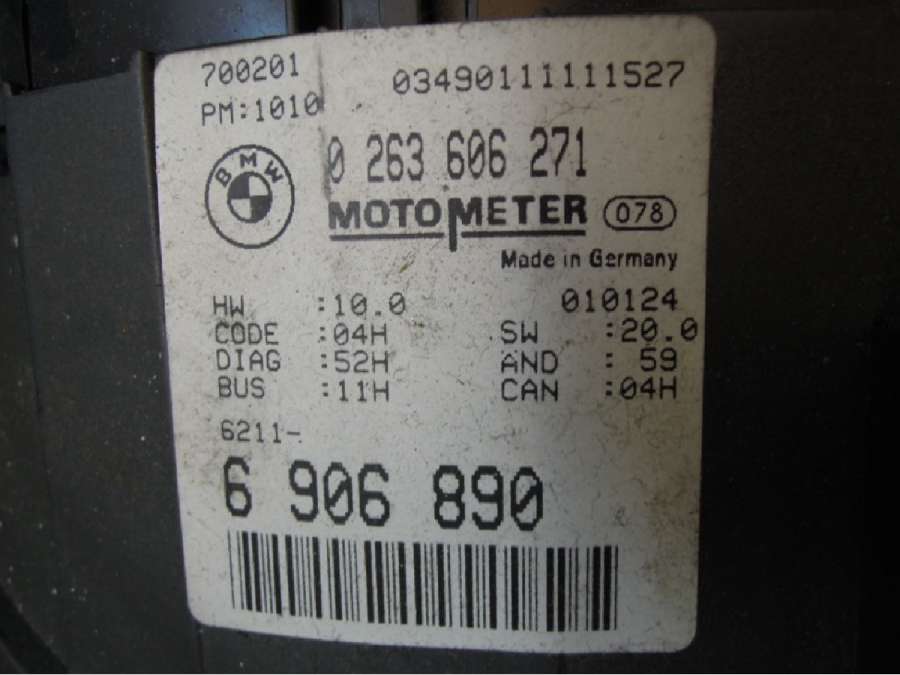 700201 03490111111527
PM:1010
0 263 606 271
BMW
MOTOMETER 078
Made in Germany
HW :10.0 010124
CODE :04H SW :20.0
DIAG :52H AND : 59
BUS :11H CAN :04H
6211-
6 906 890